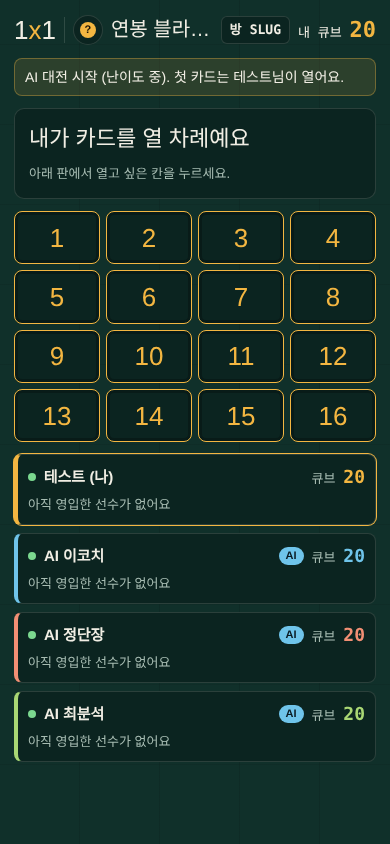 1x1 ? 연봉 블라... 방 SLUG 내 큐브 20
AI 대전 시작 (난이도 중). 첫 카드는 테스트님이 열어요.
내가 카드를 열 차례예요
아래 판에서 열고 싶은 칸을 누르세요.
1 2 3 4
5 6 7 8
9 10 11 12
13 14 15 16
테스트 (나) 큐브 20
아직 영입한 선수가 없어요
AI 이코치 AI 큐브 20
아직 영입한 선수가 없어요
AI 정단장 AI 큐브 20
아직 영입한 선수가 없어요
AI 최분석 AI 큐브 20
아직 영입한 선수가 없어요